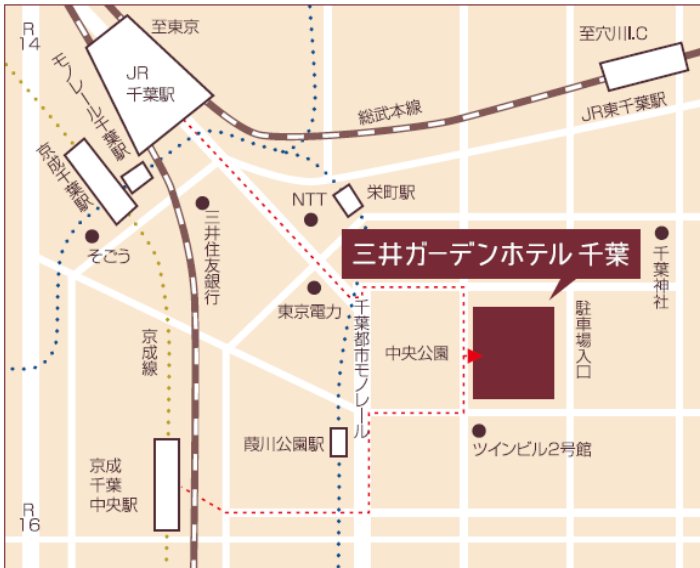 R
14
至東京
JR
千葉駅
モノレール千葉駅
京成千葉駅
至穴川I.C
総武本線
JR東千葉駅
栄町駅
NTT
三井住友銀行
そごう
三井ガーデンホテル 千葉
千葉神社
東京電力
京成線
千葉都市モノレール
中央公園
駐車場入口
葭川公園駅
ツインビル2号館
京成
千葉
中央駅
R
16